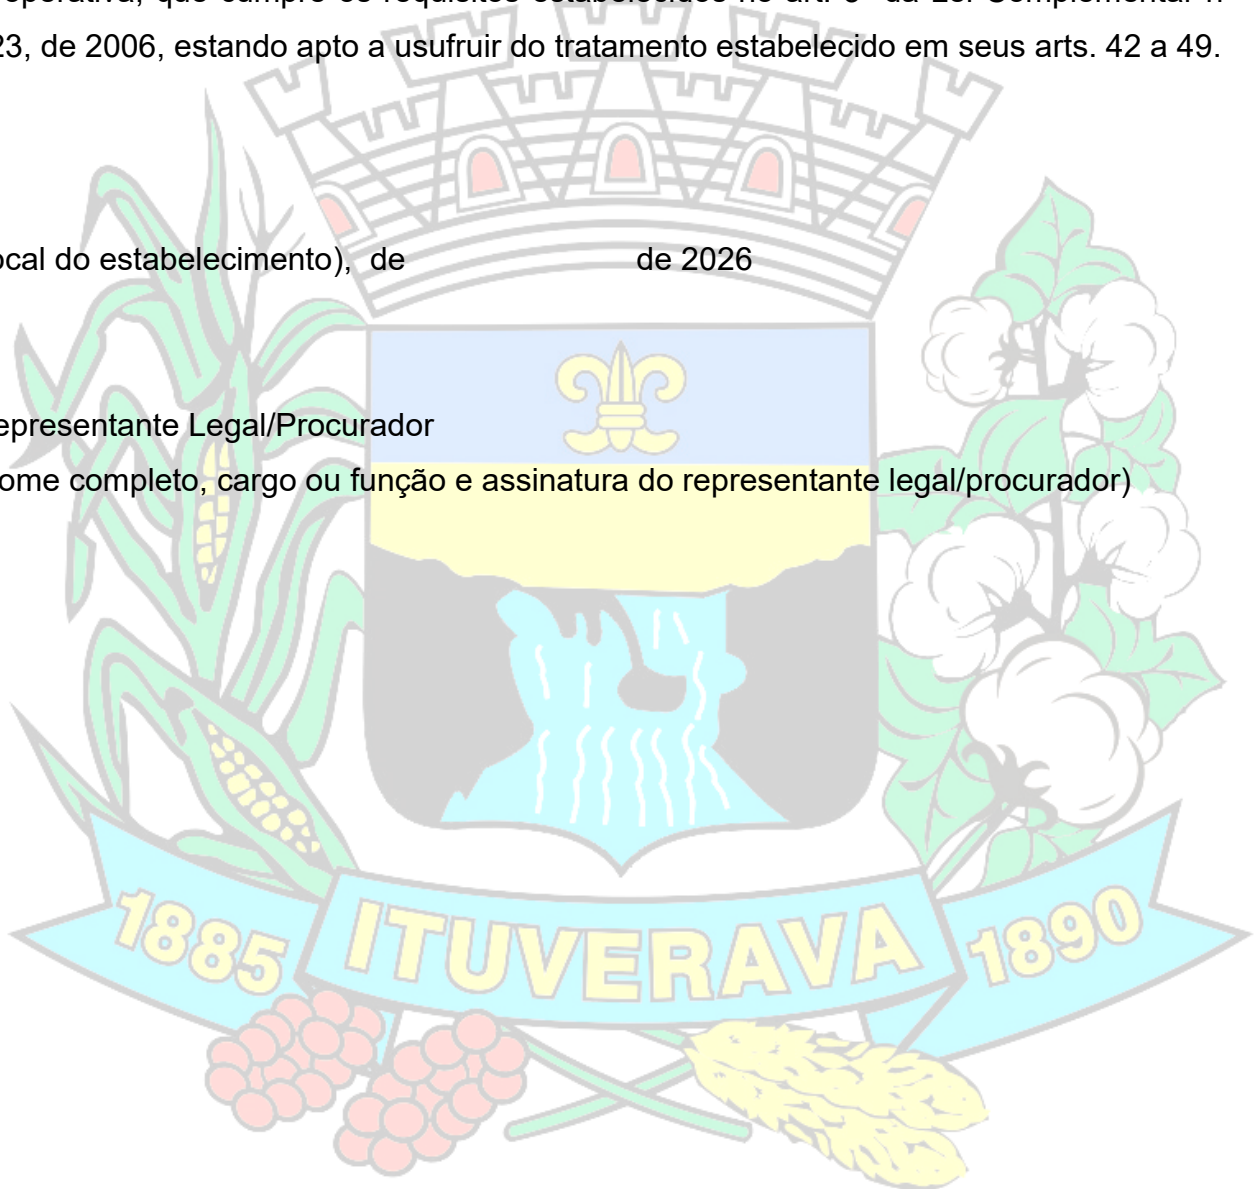 operativa, que cumpre os requisitos estabelecidos no art. 3º da Lei Complementar n
23, de 2006, estando apto a usufruir do tratamento estabelecido em seus arts. 42 a 49.
ocal do estabelecimento), de de 2026
epresentante Legal/Procurador
ome completo, cargo ou função e assinatura do representante legal/procurador)
1885 ITUVERAVA 1890